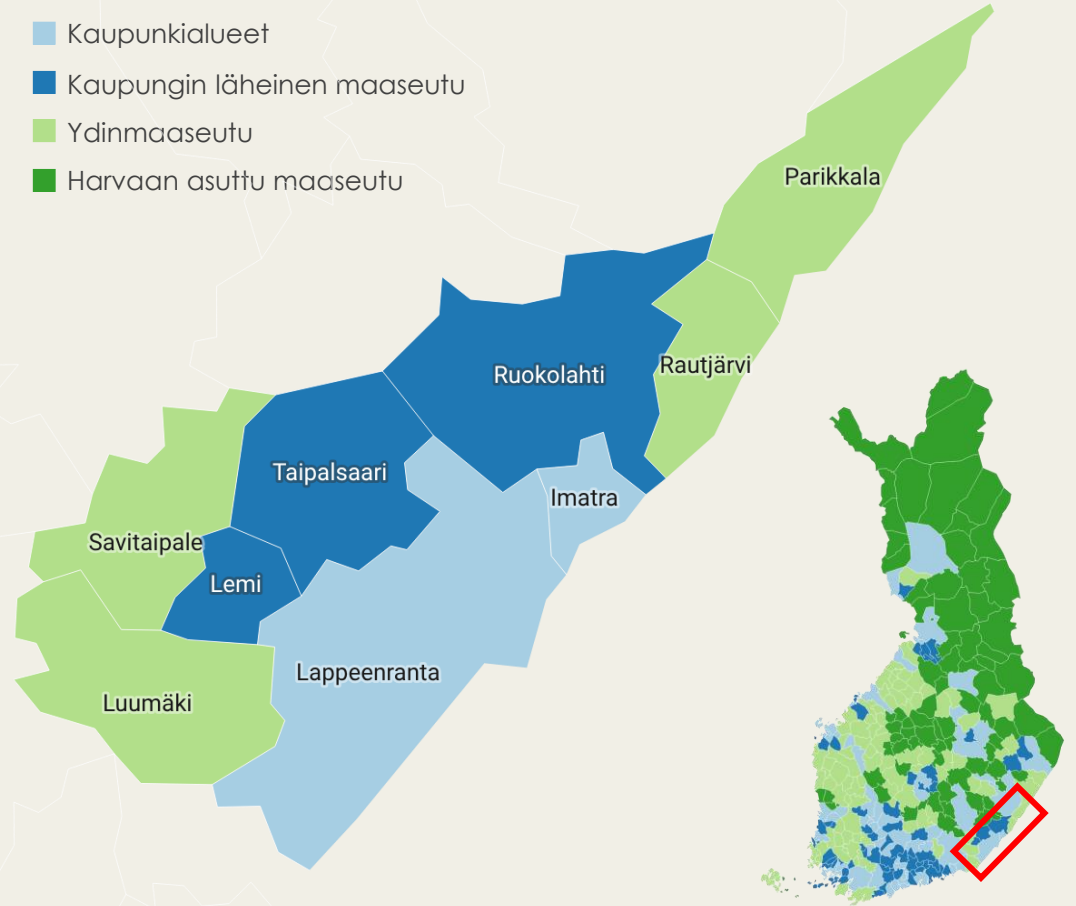 Kaupunkialueet
Kaupungin läheinen maaseutu
Ydinmaaseutu
Harvaan asuttu maaseutu
Parikkala
Rautjärvi
Ruokolahti
Taipalsaari
Imatra
Savitaipale
Lemi
Lappeenranta
Luumäki